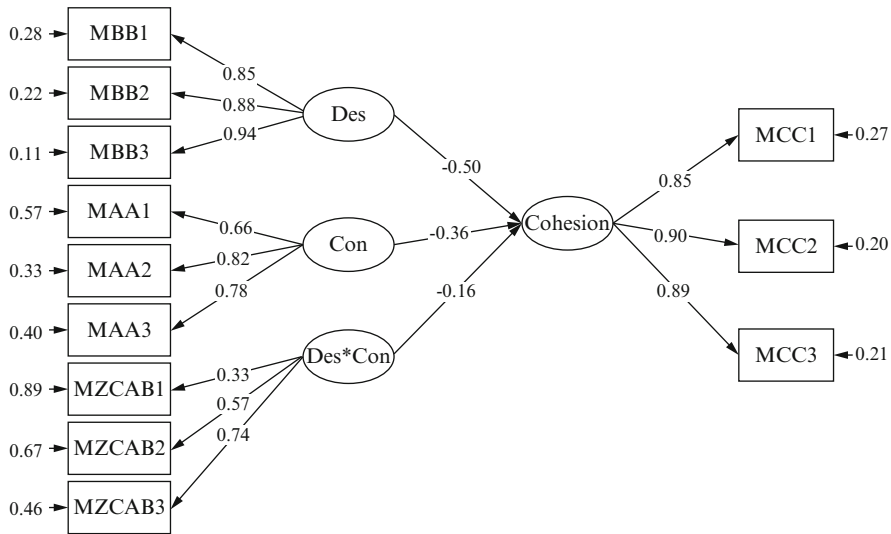 0.28 MBB1
0.22 MBB2
0.11 MBB3
0.57 MAA1
0.33 MAA2
0.40 MAA3
0.89 MZCAB1
0.67 MZCAB2
0.46 MZCAB3
0.85
0.88
0.94
0.66
0.82
0.78
0.33
0.57
0.74
Des
Con
Des*Con
-0.50
-0.36
-0.16
Cohesion
0.85
0.90
0.89
MCC1 0.27
MCC2 0.20
MCC3 0.21